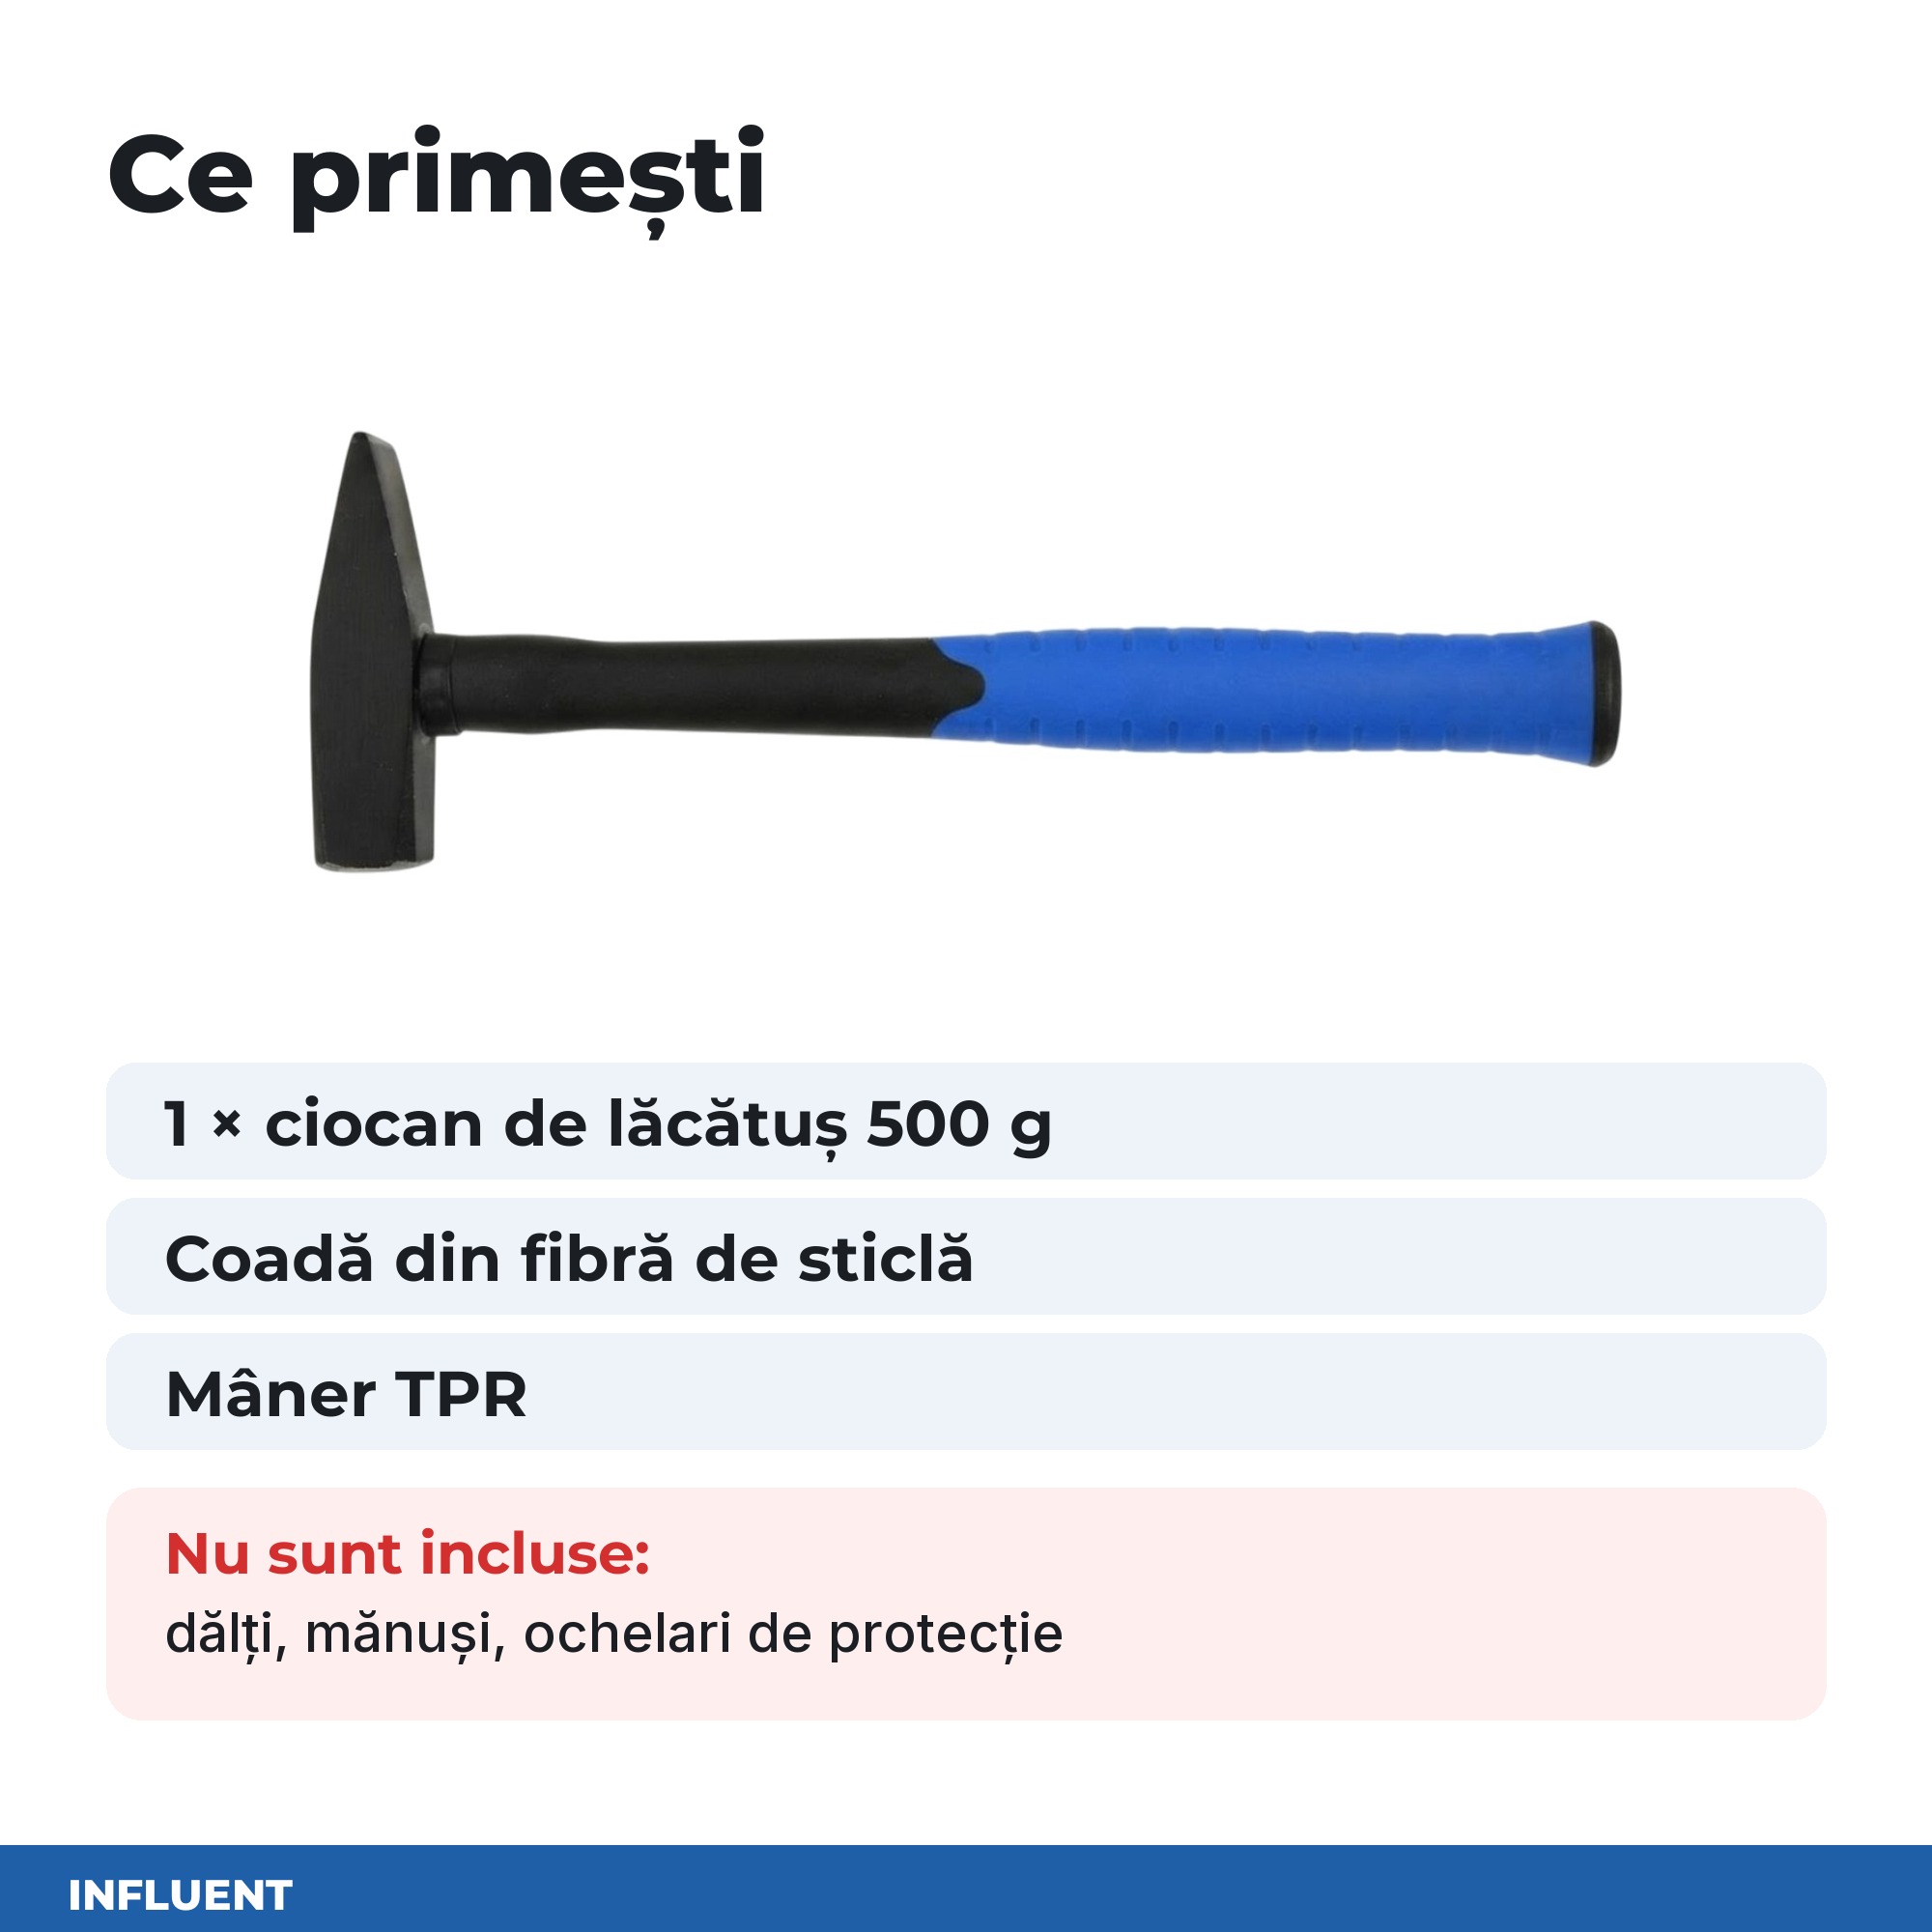 Ce primești
1 × ciocan de lăcătuș 500 g
Coadă din fibră de sticlă
Mâner TPR
Nu sunt incluse:
dălți, mănuși, ochelari de protecție
INFLUENT